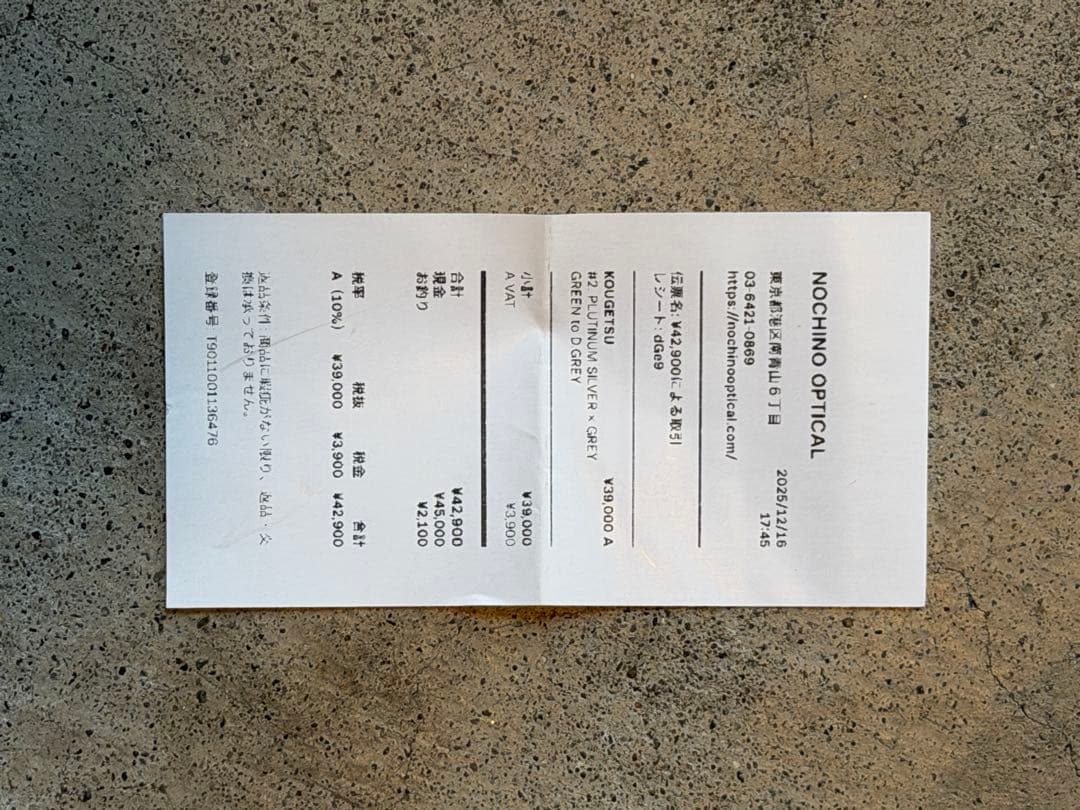 NOCHINO OPTICAL
東京都港区南青山6丁目 2025/12/16
03-6421-0869 17:45
https://nochinooptical.com/
伝票名: ¥42,900による取引
レシート: dGe9
KOUGETSU ¥39,000 A
#2. PLUTINUM SILVER × GREY
GREEN to D GREY
小計 ¥39,000
A VAT ¥3,900
合計 ¥42,900
現金 ¥45,000
お釣り ¥2,100
税率 税抜 税金 合計
A (10%) ¥39,000 ¥3,900 ¥42,900
返品条件: 商品に瑕疵がない限り、返品・交
換は承っておりません。
登録番号 T9011001136476